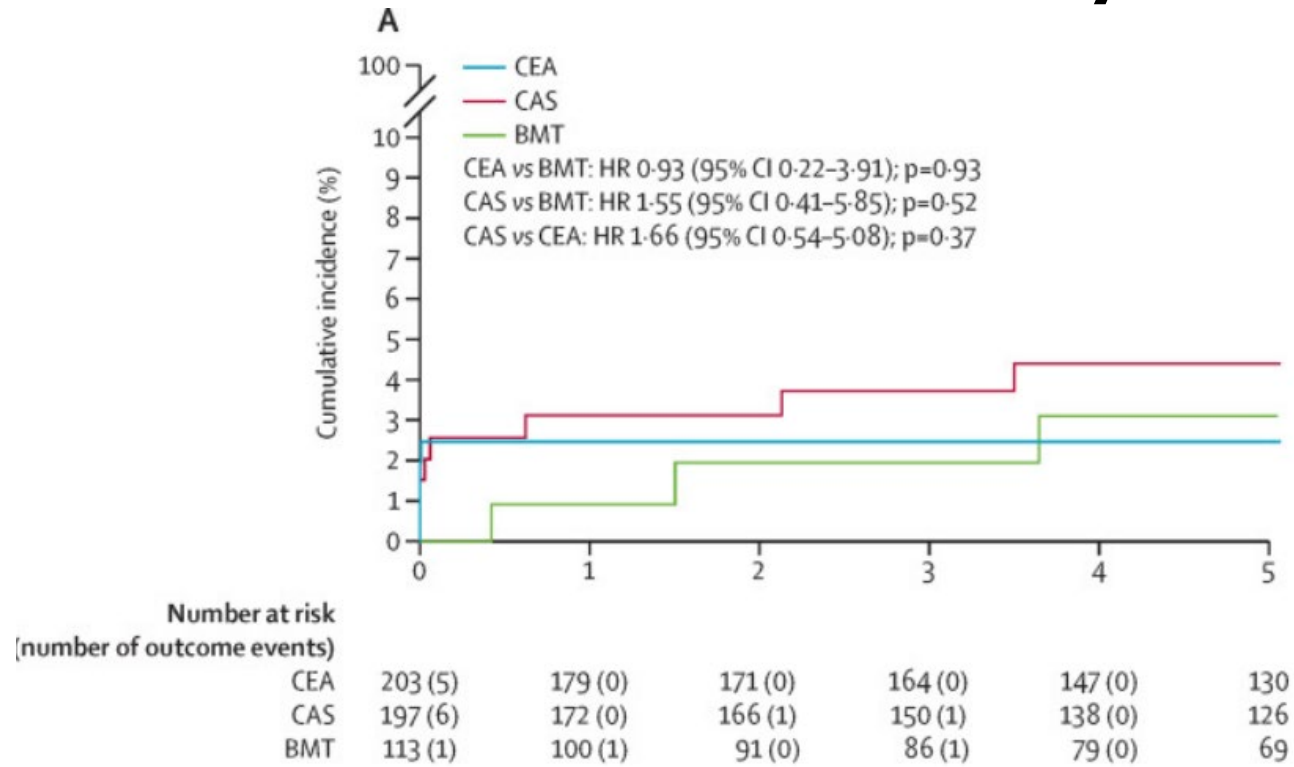 A
100
CEA
CAS
BMT
CEA vs BMT: HR 0·93 (95% CI 0·22–3·91); p=0·93
CAS vs BMT: HR 1·55 (95% CI 0·41–5·85); p=0·52
CAS vs CEA: HR 1·66 (95% CI 0·54–5·08); p=0·37
10
9
8
7
6
5
4
3
2
1
0
Cumulative incidence (%)
0 1 2 3 4 5
Number at risk
(number of outcome events)
CEA 203 (5) 179 (0) 171 (0) 164 (0) 147 (0) 130
CAS 197 (6) 172 (0) 166 (1) 150 (1) 138 (0) 126
BMT 113 (1) 100 (1) 91 (0) 86 (1) 79 (0) 69